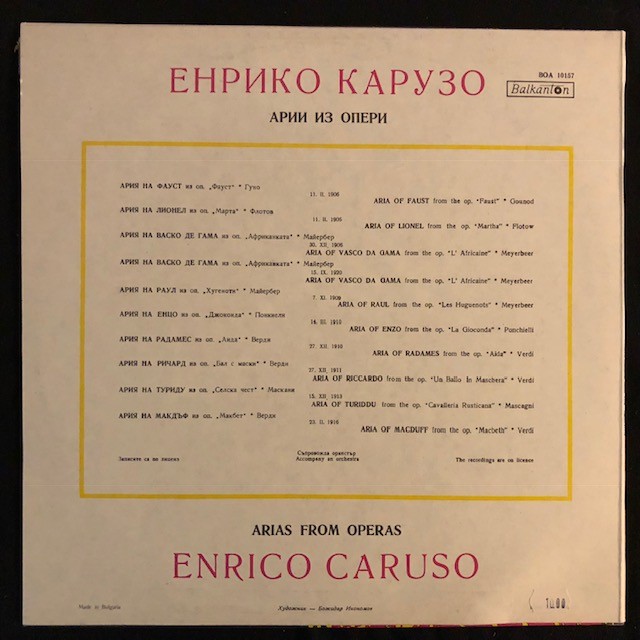 ЕНРИКО КАРУЗО
ВОА 10157
Balkanton
АРИИ ИЗ ОПЕРИ
АРИЯ НА ФАУСТ из оп. „Фауст“ * Гуно
11. II. 1906
ARIA OF FAUST from the op. "Faust" * Gounod
АРИЯ НА ЛИОНЕЛ из оп. „Марта“ * Флотов
11. II. 1906
ARIA OF LIONEL from the op. "Martha" * Flotow
АРИЯ НА ВАСКО ДЕ ГАМА из оп. „Африканката“ * Майербер
30. XII. 1906
ARIA OF VASCO DA GAMA from the op. "L' Africaine" * Meyerbeer
АРИЯ НА ВАСКО ДЕ ГАМА из оп. „Африканката“ * Майербер
15. IX. 1920
ARIA OF VASCO DA GAMA from the op. "L' Africaine" * Meyerbeer
АРИЯ НА РАУЛ из оп. „Хугеноти“ * Майербер
7. XI. 1909
ARIA OF RAUL from the op. "Les Huguenots" * Meyerbeer
АРИЯ НА ЕНЦО из оп. „Джоконда“ * Понкиели
14. III. 1910
ARIA OF ENZO from the op. "La Gioconda" * Ponchielli
АРИЯ НА РАДАМЕС из оп. „Аида“ * Верди
27. XII. 1910
ARIA OF RADAMES from the op. "Aida" * Verdi
АРИЯ НА РИЧАРД из оп. „Бал с маски“ * Верди
27. XII. 1911
ARIA OF RICCARDO from the op. "Un Ballo In Maschera" * Verdi
АРИЯ НА ТУРИДУ из оп. „Селска чест“ * Маскани
15. XII. 1913
ARIA OF TURIDDU from the op. "Cavalleria Rusticana" * Mascagni
АРИЯ НА МАКДЪФ из оп. „Макбет“ * Верди
23. II. 1916
ARIA OF MACDUFF from the op. "Macbeth" * Verdi
Записите са по лиценз
Съпровожда оркестър
Accompany an orchestra
The recordings are on licence
ARIAS FROM OPERAS
ENRICO CARUSO
Made in Bulgaria
Художник — Божидар Икономов